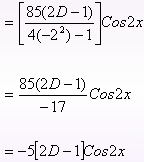 = [85(2D−1) / 4(−2²)−1] Cos2x
= 85(2D−1) / −17 Cos2x
= −5[2D−1]Cos2x